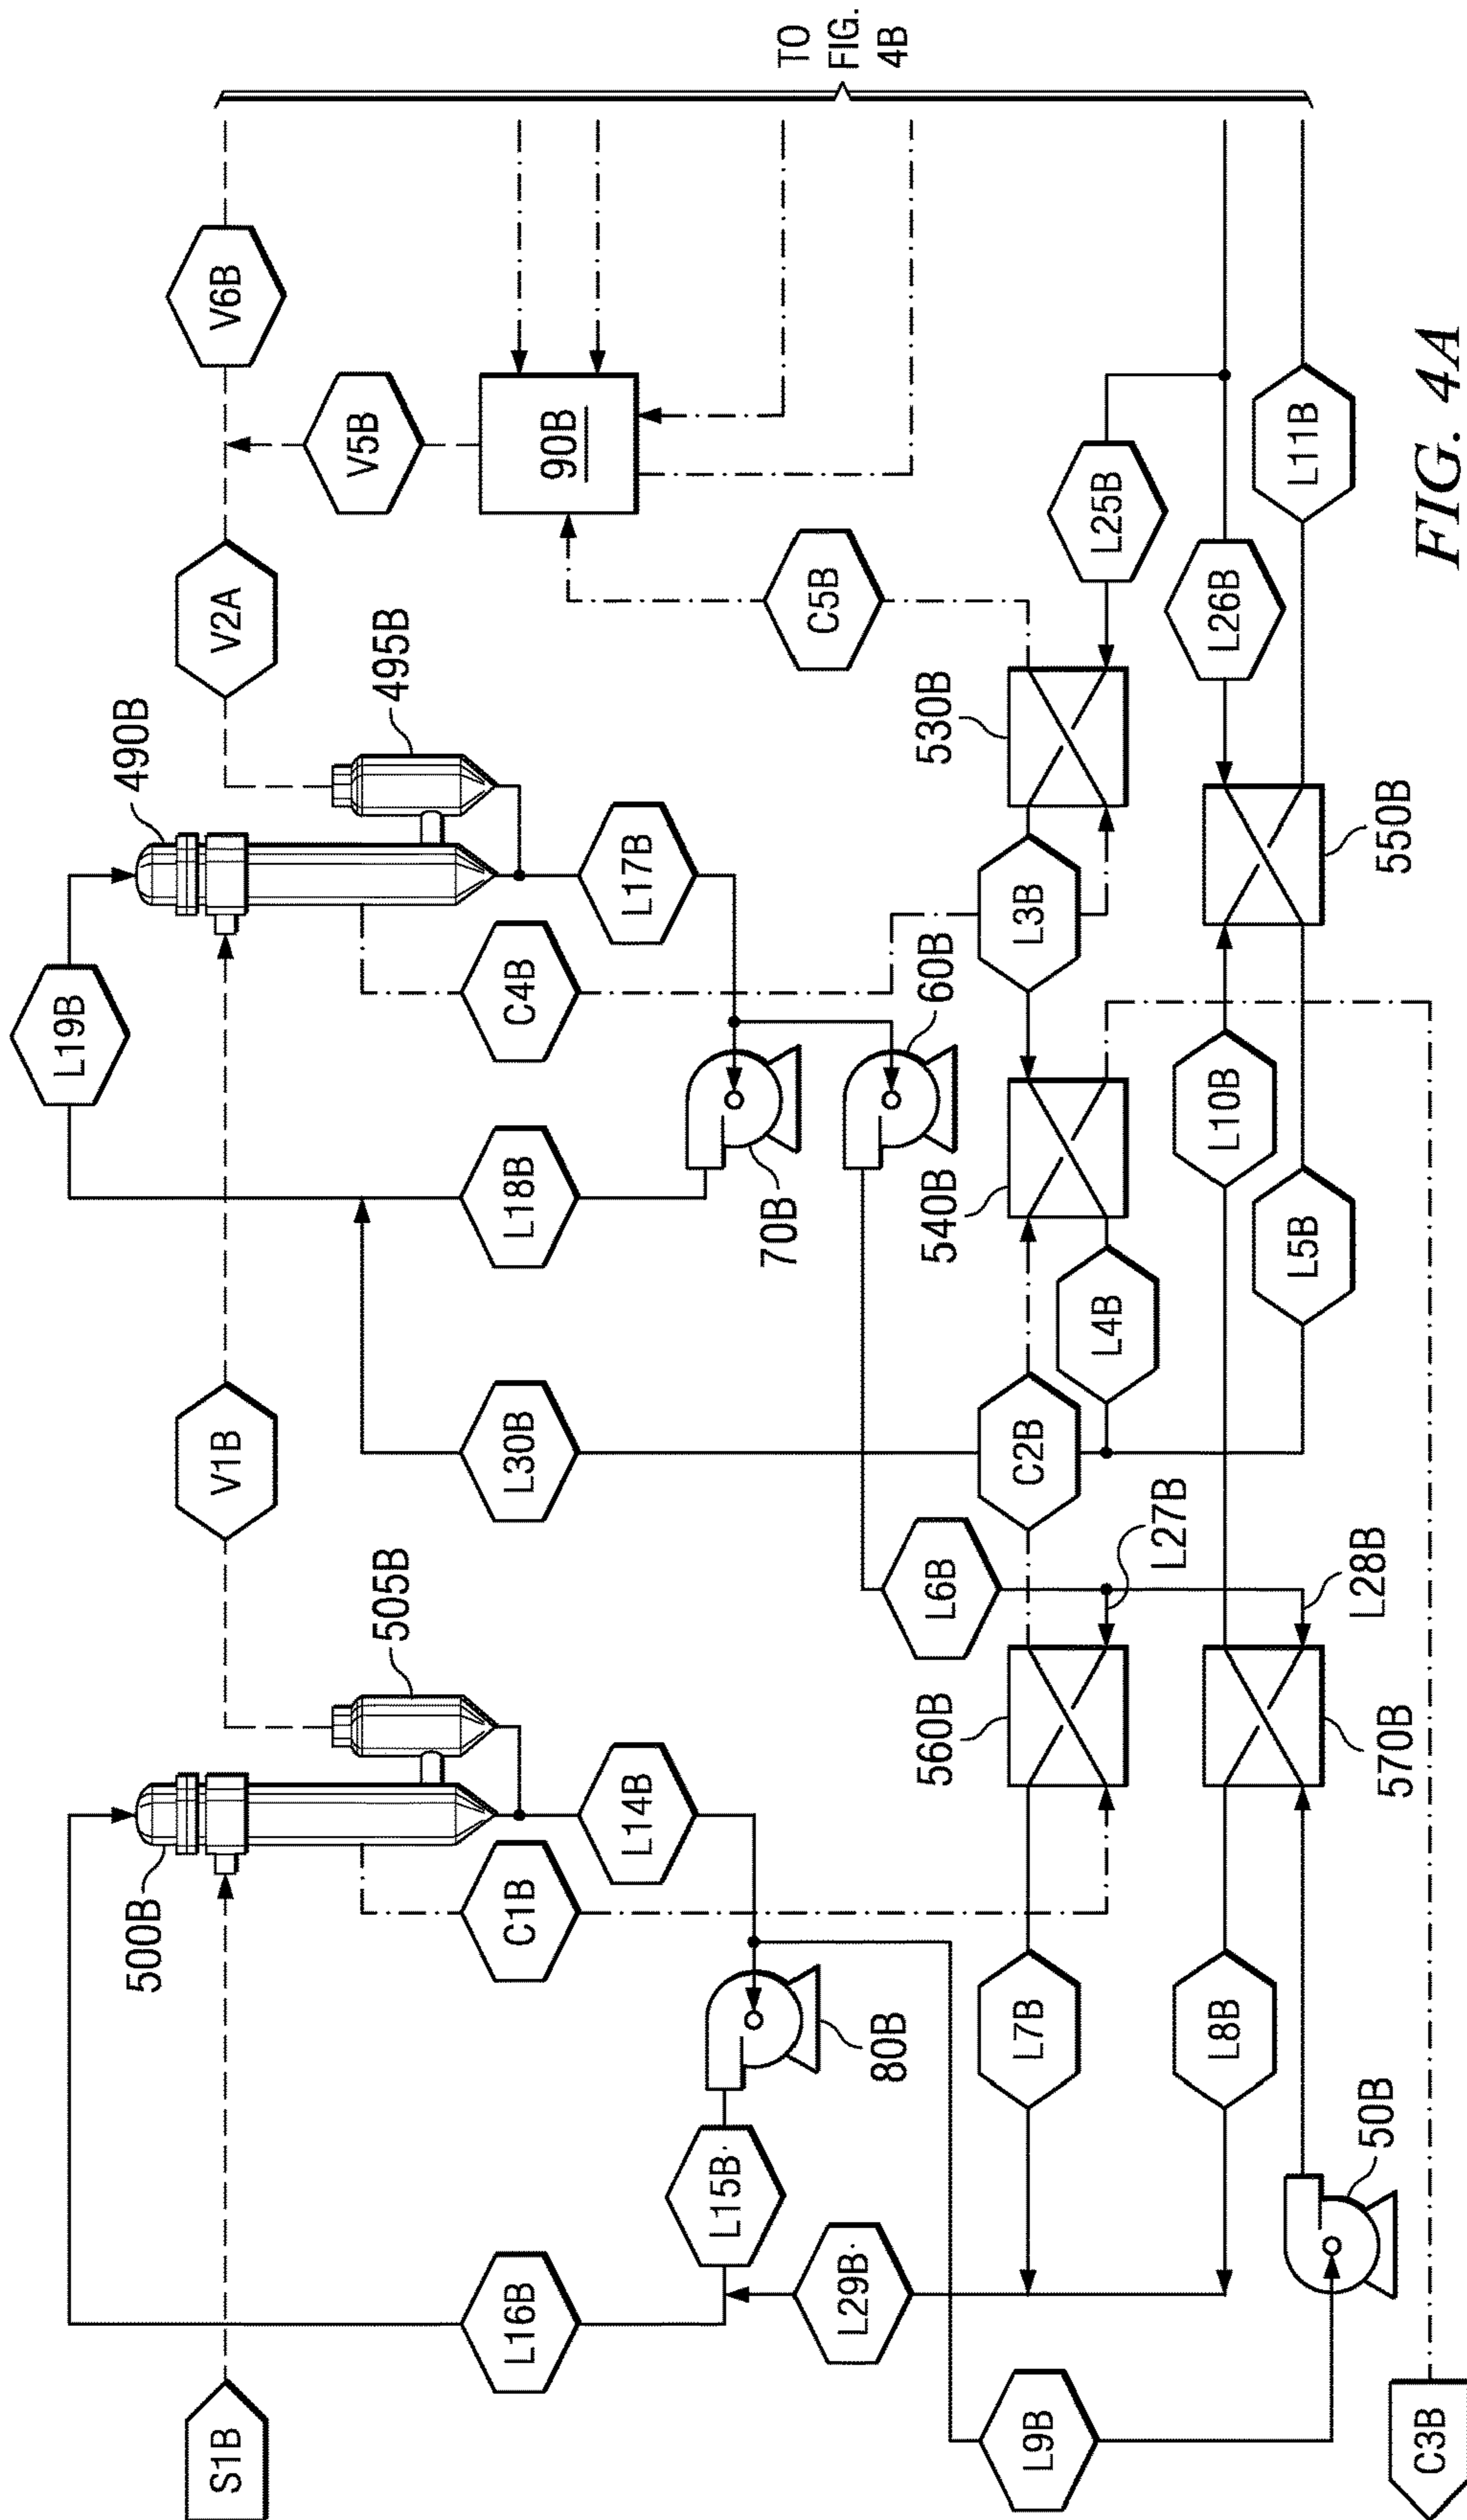 L19B
490B
500B
S1B
V1B
V2A
V6B
V5B
505B
495B
L16B
C1B
L30B
L18B
C4B
90B
L14B
L17B
L15B
70B
TO
FIG.
4B
C5B
L29B
80B
L6B
560B
540B
60B
530B
L9B
L7B
C2B
L3B
L4B
L25B
L27B
L8B
L10B
L26B
L5B
L11B
50B
570B
L28B
550B
C3B
FIG. 4A